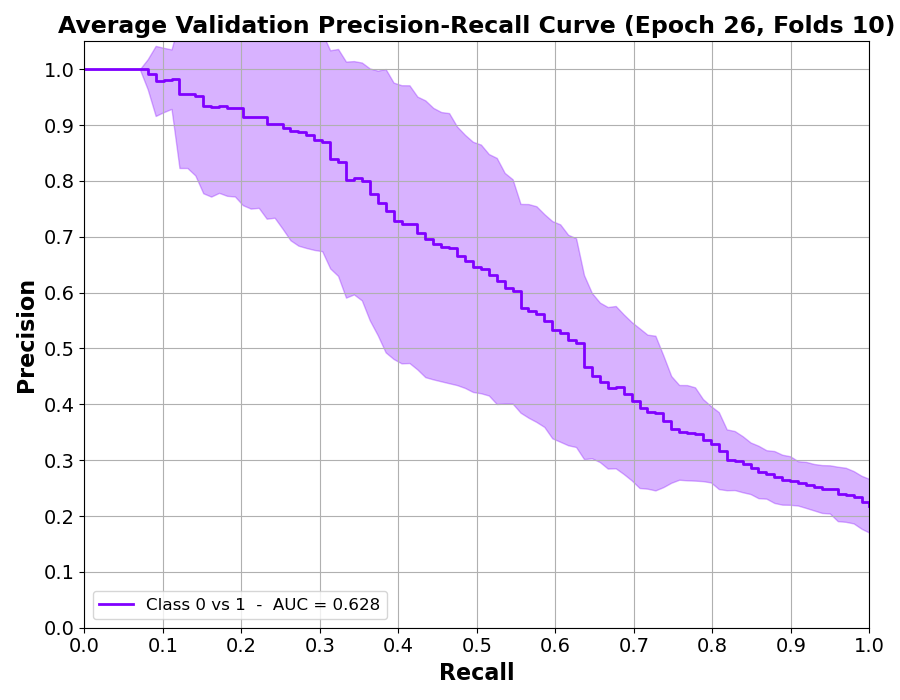 Average Validation Precision-Recall Curve (Epoch 26, Folds 10)
Precision
1.0
0.9
0.8
0.7
0.6
0.5
0.4
0.3
0.2
0.1
0.0
Class 0 vs 1 - AUC = 0.628
0.0 0.1 0.2 0.3 0.4 0.5 0.6 0.7 0.8 0.9 1.0
Recall